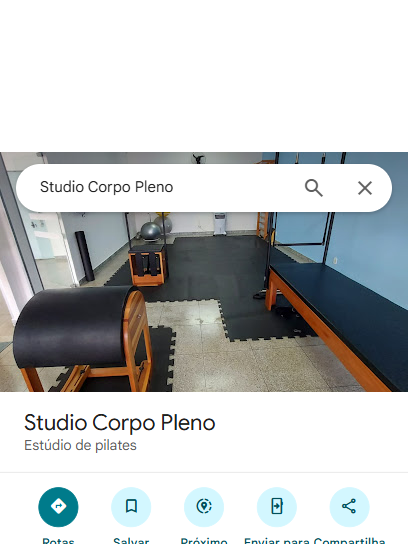 Studio Corpo Pleno
Studio Corpo Pleno
Estúdio de pilates
Rotas
Salvar
Próximo
Enviar para
Compartilha